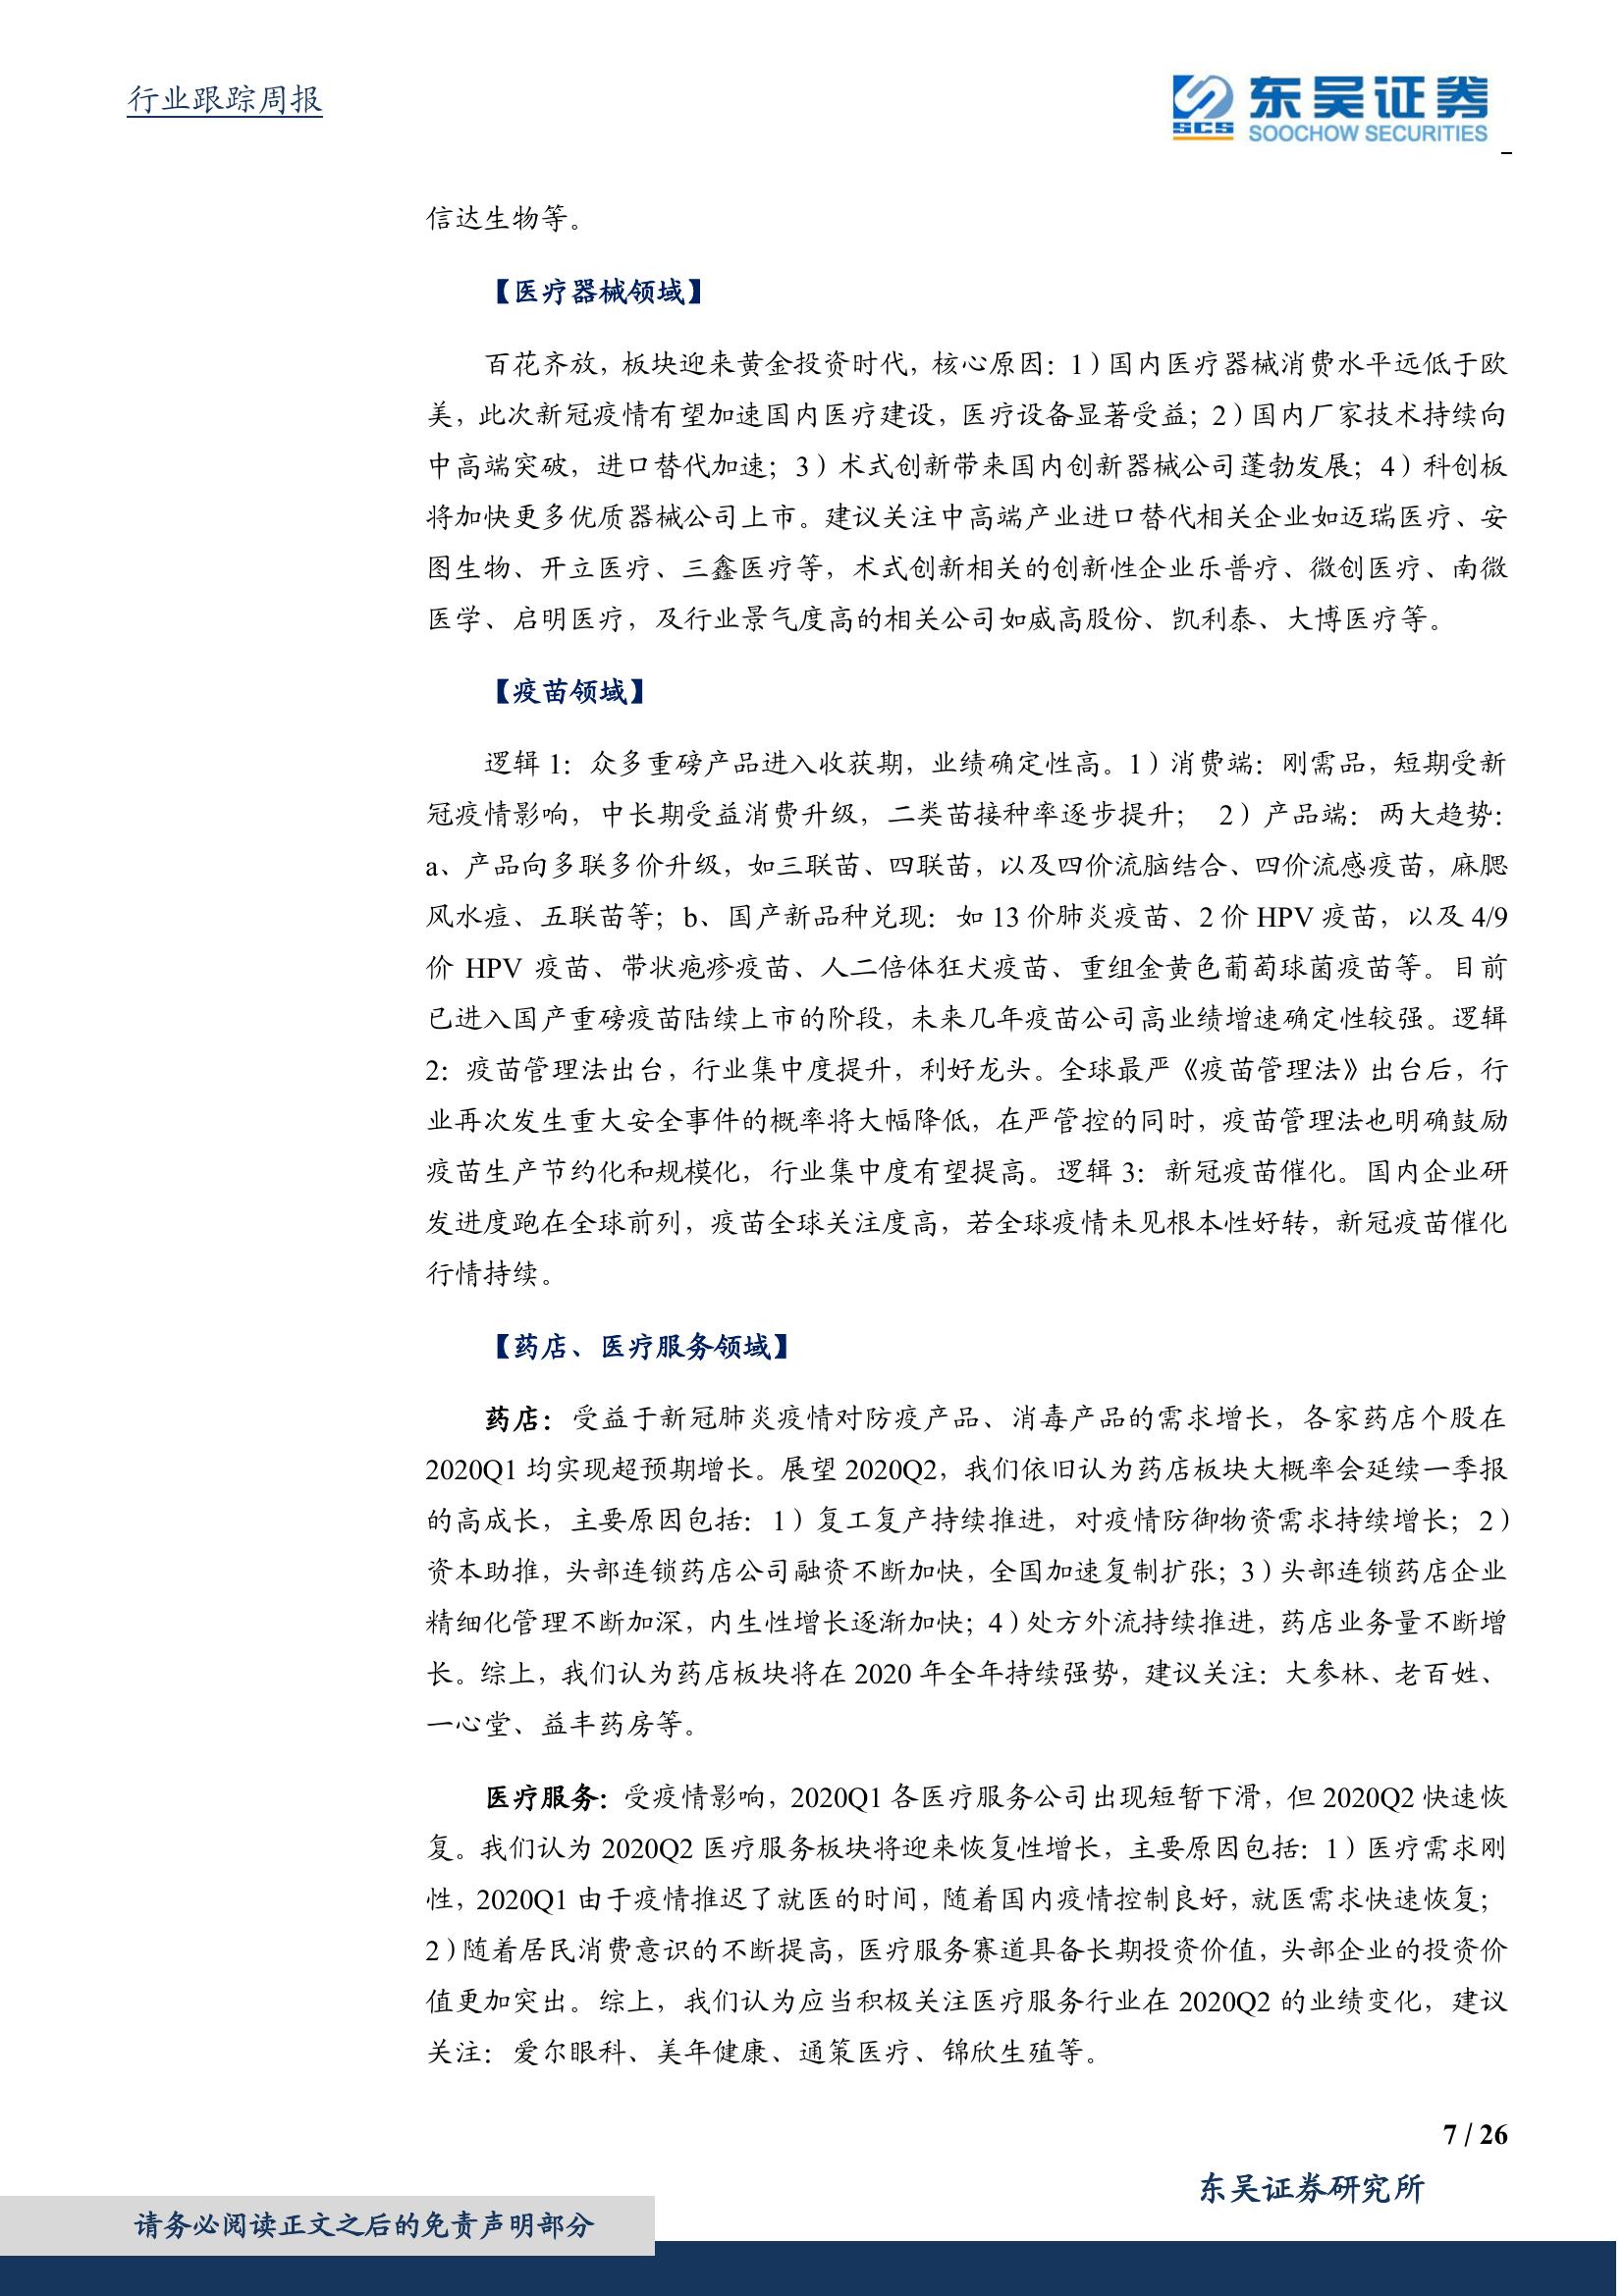 行业跟踪周报
SCS
东吴证券
SOOCHOW SECURITIES
信达生物等。
【医疗器械领域】
百花齐放，板块迎来黄金投资时代，核心原因：1）国内医疗器械消费水平远低于欧
美，此次新冠疫情有望加速国内医疗建设，医疗设备显著受益；2）国内厂家技术持续向
中高端突破，进口替代加速；3）术式创新带来国内创新器械公司蓬勃发展；4）科创板
将加快更多优质器械公司上市。建议关注中高端产业进口替代相关企业如迈瑞医疗、安
图生物、开立医疗、三鑫医疗等，术式创新相关的创新性企业乐普疗、微创医疗、南微
医学、启明医疗，及行业景气度高的相关公司如威高股份、凯利泰、大博医疗等。
【疫苗领域】
逻辑 1：众多重磅产品进入收获期，业绩确定性高。1）消费端：刚需品，短期受新
冠疫情影响，中长期受益消费升级，二类苗接种率逐步提升； 2）产品端：两大趋势：
a、产品向多联多价升级，如三联苗、四联苗，以及四价流脑结合、四价流感疫苗，麻腮
风水痘、五联苗等；b、国产新品种兑现：如 13 价肺炎疫苗、2 价 HPV 疫苗，以及 4/9
价 HPV 疫苗、带状疱疹疫苗、人二倍体狂犬疫苗、重组金黄色葡萄球菌疫苗等。目前
已进入国产重磅疫苗陆续上市的阶段，未来几年疫苗公司高业绩增速确定性较强。逻辑
2：疫苗管理法出台，行业集中度提升，利好龙头。全球最严《疫苗管理法》出台后，行
业再次发生重大安全事件的概率将大幅降低，在严管控的同时，疫苗管理法也明确鼓励
疫苗生产节约化和规模化，行业集中度有望提高。逻辑 3：新冠疫苗催化。国内企业研
发进度跑在全球前列，疫苗全球关注度高，若全球疫情未见根本性好转，新冠疫苗催化
行情持续。
【药店、医疗服务领域】
药店：受益于新冠肺炎疫情对防疫产品、消毒产品的需求增长，各家药店个股在
2020Q1 均实现超预期增长。展望 2020Q2，我们依旧认为药店板块大概率会延续一季报
的高成长，主要原因包括：1）复工复产持续推进，对疫情防御物资需求持续增长；2）
资本助推，头部连锁药店公司融资不断加快，全国加速复制扩张；3）头部连锁药店企业
精细化管理不断加深，内生性增长逐渐加快；4）处方外流持续推进，药店业务量不断增
长。综上，我们认为药店板块将在 2020 年全年持续强势，建议关注：大参林、老百姓、
一心堂、益丰药房等。
医疗服务：受疫情影响，2020Q1 各医疗服务公司出现短暂下滑，但 2020Q2 快速恢
复。我们认为 2020Q2 医疗服务板块将迎来恢复性增长，主要原因包括：1）医疗需求刚
性，2020Q1 由于疫情推迟了就医的时间，随着国内疫情控制良好，就医需求快速恢复；
2）随着居民消费意识的不断提高，医疗服务赛道具备长期投资价值，头部企业的投资价
值更加突出。综上，我们认为应当积极关注医疗服务行业在 2020Q2 的业绩变化，建议
关注：爱尔眼科、美年健康、通策医疗、锦欣生殖等。
7 / 26
东吴证券研究所
请务必阅读正文之后的免责声明部分